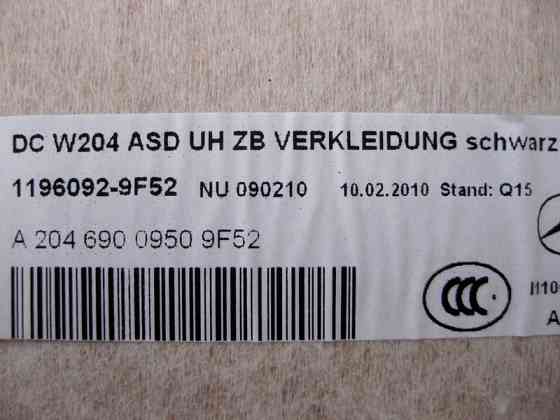 DC W204 ASD UH ZB VERKLEIDUNG schwarz
1196092-9F52 NU 090210 10.02.2010 Stand: Q15
A 204 690 0950 9F52
CCC
A